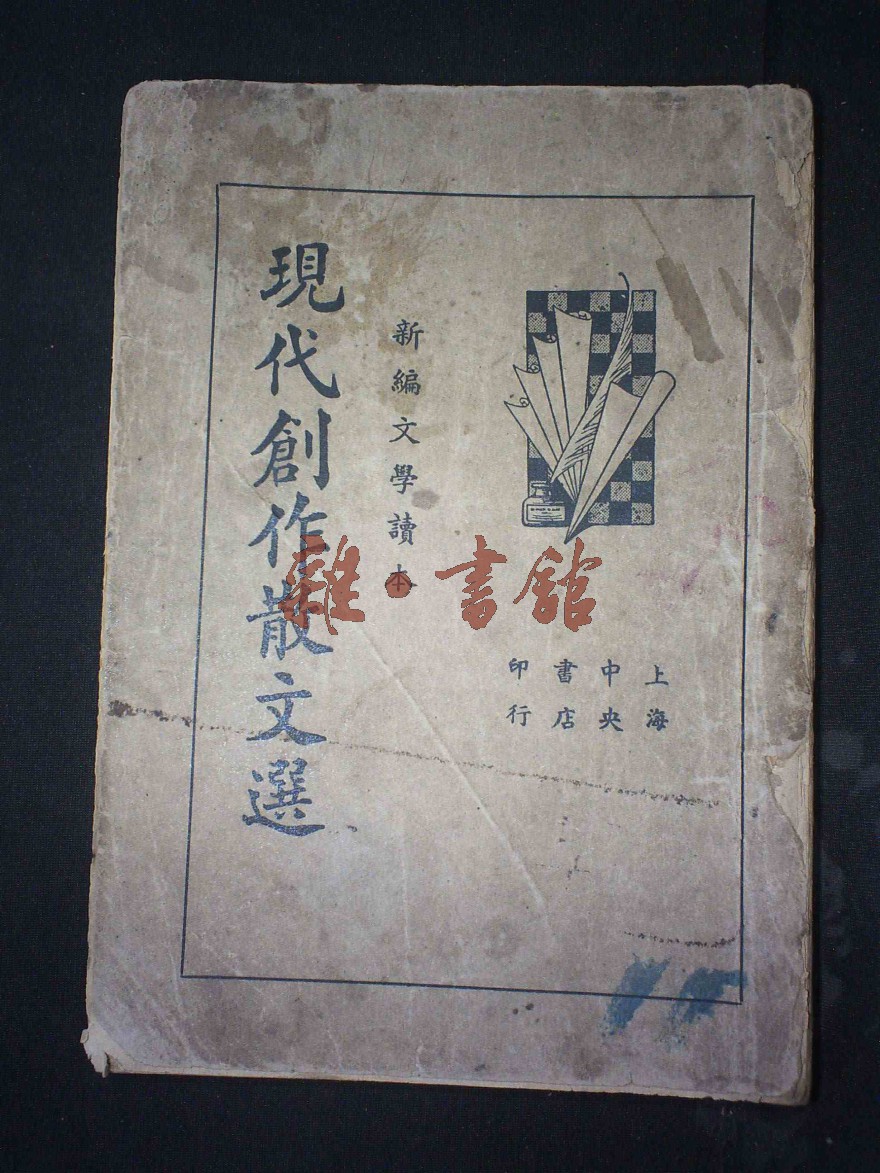 現代創作散文選
新編文學讀本
上海
中央
書店
印行
雜·書館